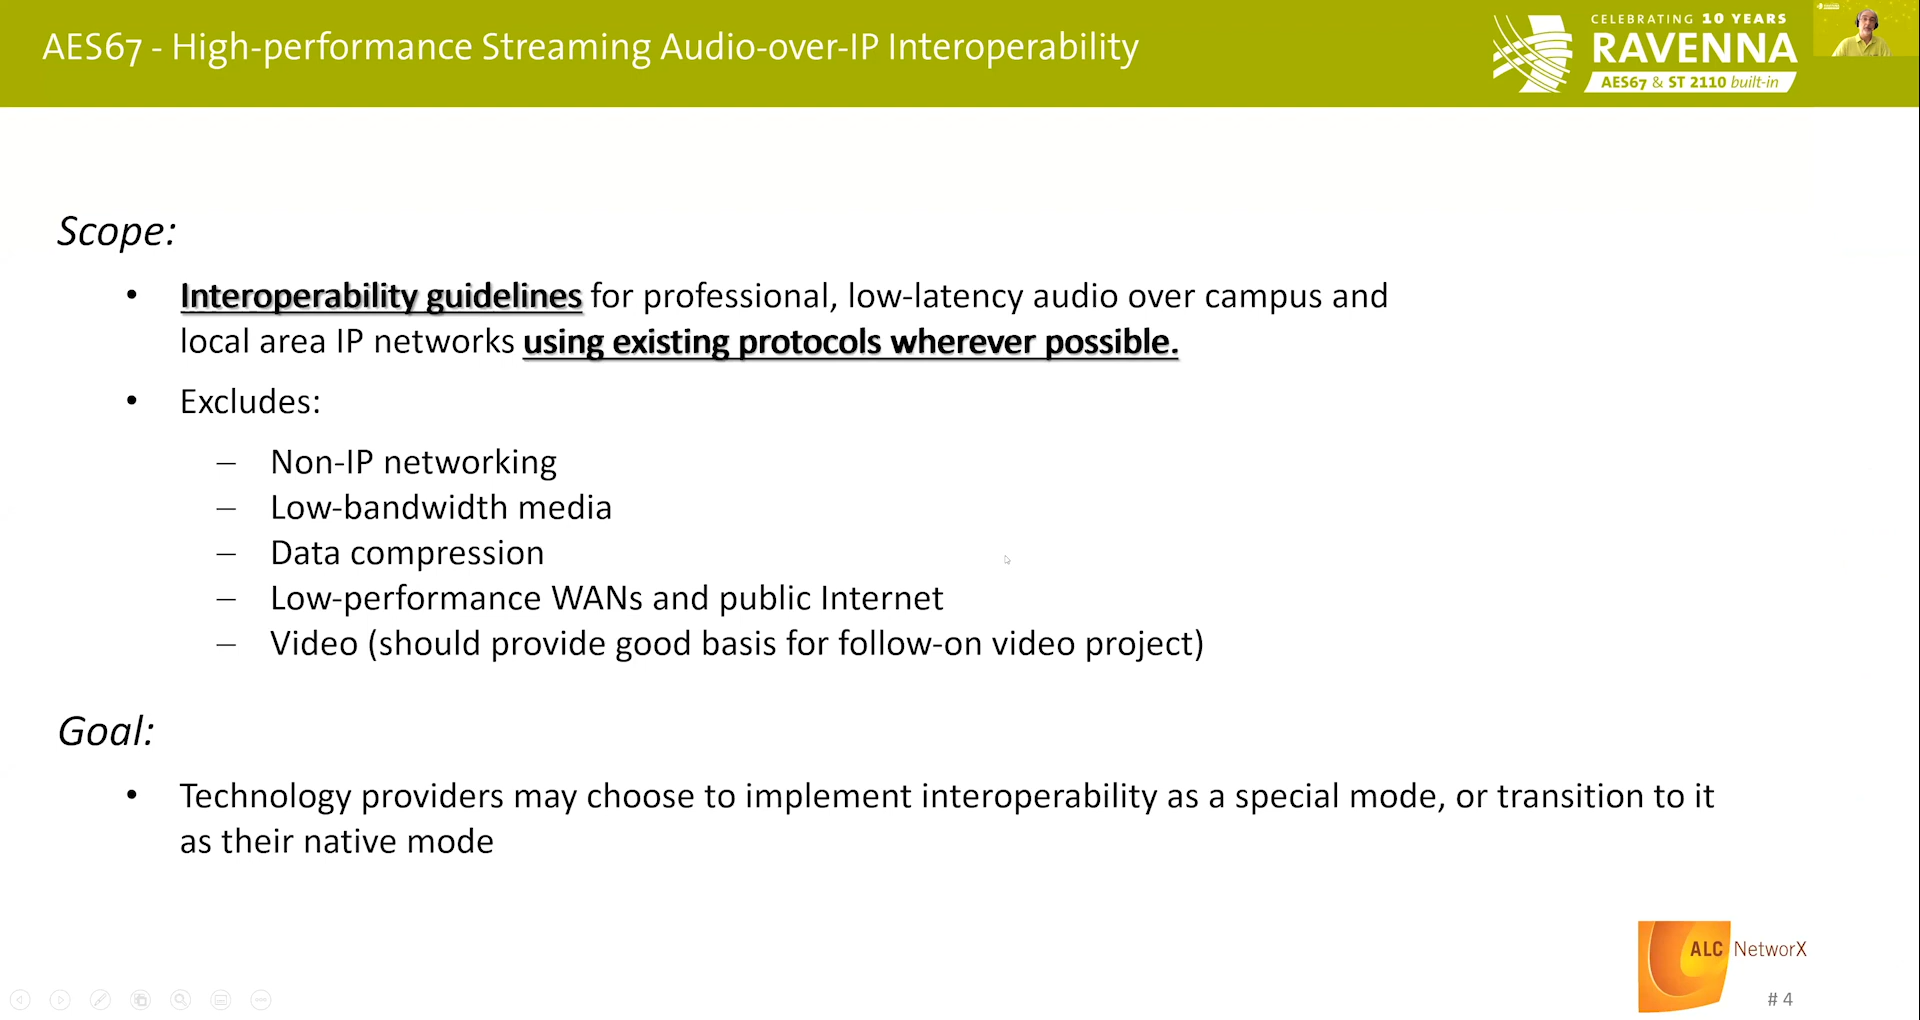 AES67 - High-performance Streaming Audio-over-IP Interoperability
CELEBRATING 10 YEARS
RAVENNA
AES67 & ST 2110 built-in
Scope:
• Interoperability guidelines for professional, low-latency audio over campus and
local area IP networks using existing protocols wherever possible.
• Excludes:
– Non-IP networking
– Low-bandwidth media
– Data compression
– Low-performance WANs and public Internet
– Video (should provide good basis for follow-on video project)
Goal:
• Technology providers may choose to implement interoperability as a special mode, or transition to it
as their native mode
ALC NetworX
# 4